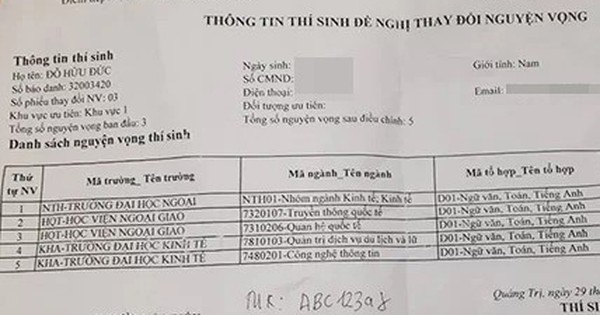 THÔNG TIN THÍ SINH ĐỀ NGHỊ THAY ĐỔI NGUYỆN VỌNG
Thông tin thí sinh
Họ tên: ĐỖ HỮU ĐỨC
Ngày sinh:
Giới tính: Nam
Số báo danh: 32003420
Số CMND:
Số phiếu thay đổi NV: 03
Điện thoại:
Email:
Khu vực ưu tiên: Khu vực 1
Đối tượng ưu tiên:
Tổng số nguyện vọng ban đầu: 3
Tổng số nguyện vọng sau điều chỉnh: 5
Danh sách nguyện vọng thí sinh
Thứ tự NV Mã trường_ Tên trường Mã ngành_Tên ngành Mã tổ hợp_Tên tổ hợp
1 NTH-TRƯỜNG ĐẠI HỌC NGOẠI NTH01-Nhóm ngành Kinh tế; Kinh tế D01-Ngữ văn, Toán, Tiếng Anh
2 HQT-HỌC VIỆN NGOẠI GIAO 7320107-Truyền thông quốc tế D01-Ngữ văn, Toán, Tiếng Anh
3 HQT-HỌC VIỆN NGOẠI GIAO 7310206-Quan hệ quốc tế D01-Ngữ văn, Toán, Tiếng Anh
4 KHA-TRƯỜNG ĐẠI HỌC KINH TẾ 7810103-Quản trị dịch vụ du lịch và lữ D01-Ngữ văn, Toán, Tiếng Anh
5 KHA-TRƯỜNG ĐẠI HỌC KINH TẾ 7480201-Công nghệ thông tin D01-Ngữ văn, Toán, Tiếng Anh
MK: ABC123a8
Quảng Trị, ngày 29 th
THÍ SI